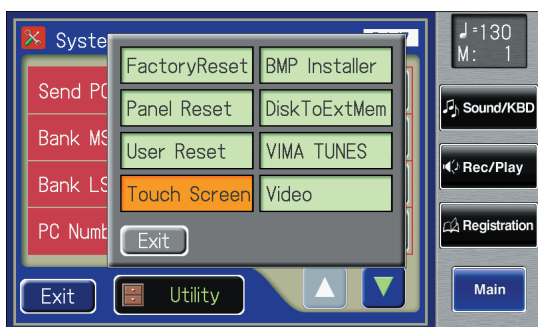 Syste
♩=130
M: 1
FactoryReset BMP Installer
Panel Reset DiskToExtMem
User Reset VIMA TUNES
Touch Screen Video
Exit
Send PC
Bank MS
Bank LS
PC Numb
Exit
Utility
Sound/KBD
Rec/Play
Registration
Main